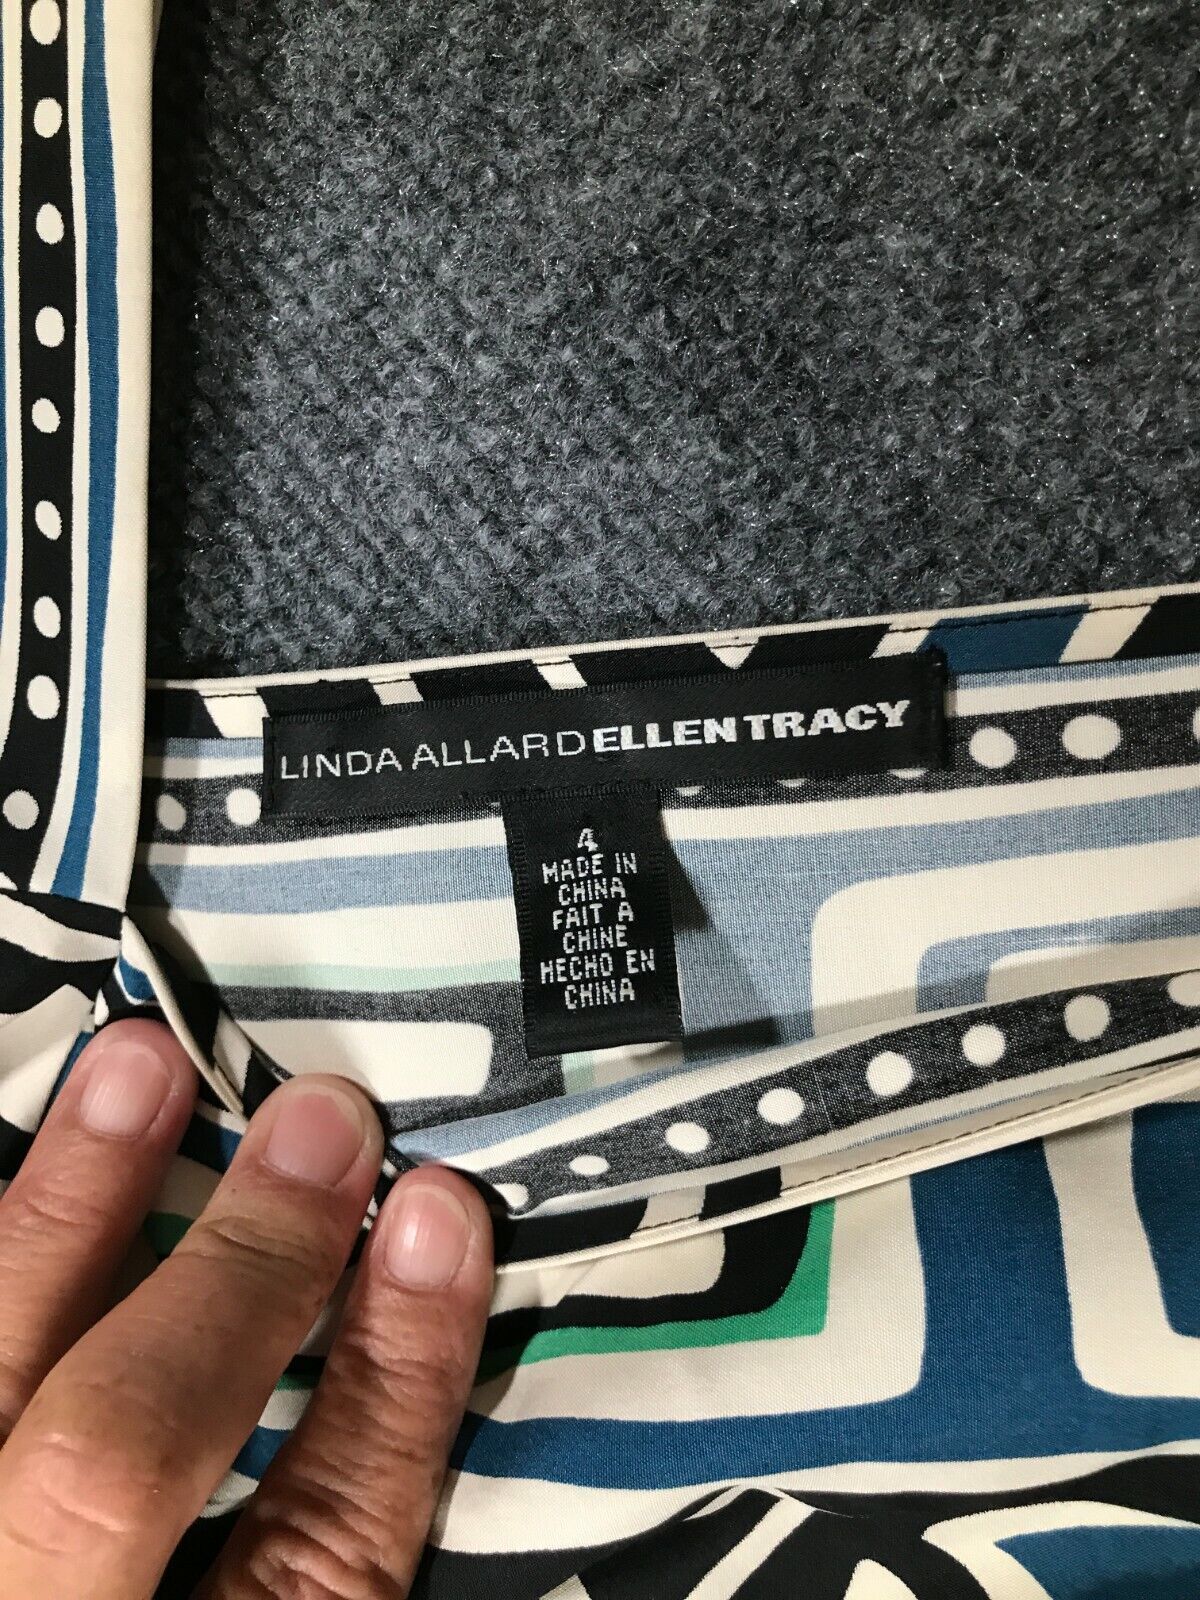 LINDA ALLARD ELLEN TRACY
4
MADE IN
CHINA
FAIT A
CHINE
HECHO EN
CHINA